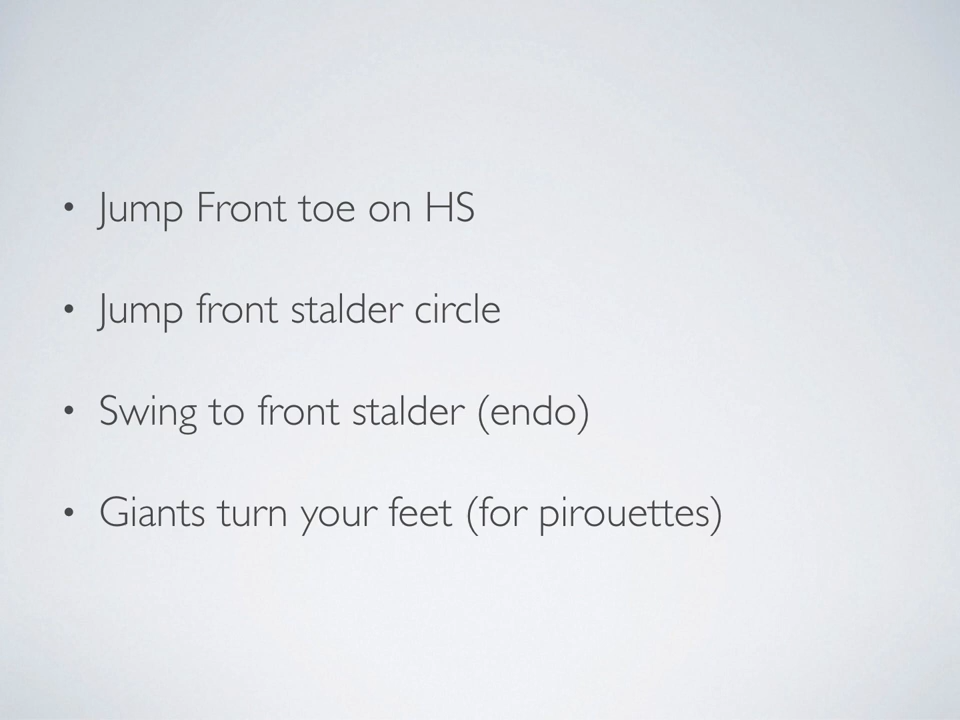 • Jump Front toe on HS
• Jump front stalder circle
• Swing to front stalder (endo)
• Giants turn your feet (for pirouettes)